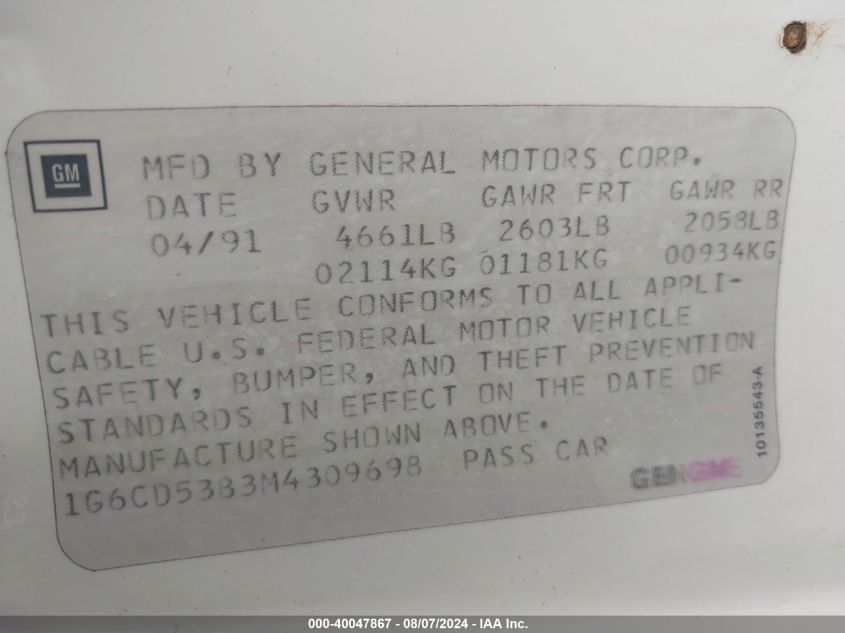 GM
MFD BY GENERAL MOTORS CORP.
DATE GVWR GAWR FRT GAWR RR
04/91 4661LB 2603LB 2058LB
02114KG 01181KG 00934KG
THIS VEHICLE CONFORMS TO ALL APPLI-
CABLE U.S. FEDERAL MOTOR VEHICLE
SAFETY, BUMPER, AND THEFT PREVENTION
STANDARDS IN EFFECT ON THE DATE OF
MANUFACTURE SHOWN ABOVE.
1G6CD53B3M4309698 PASS CAR
10135543-A
000-40047867 - 08/07/2024 - IAA Inc.